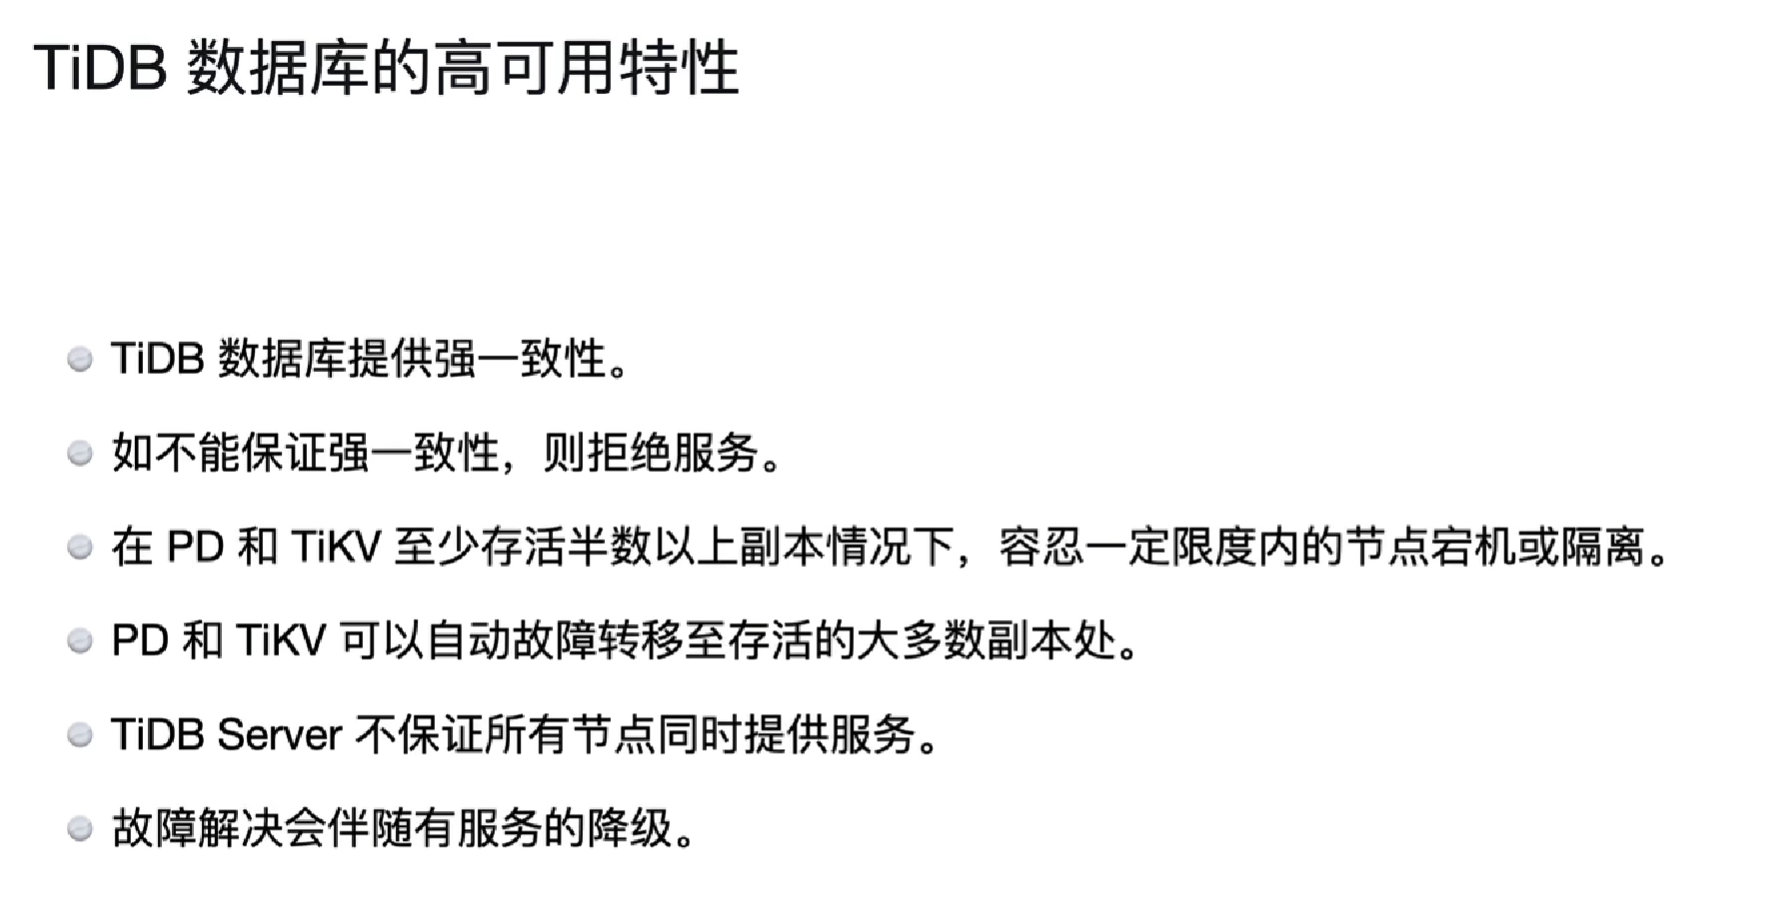 TiDB 数据库的高可用特性
TiDB 数据库提供强一致性。
如不能保证强一致性，则拒绝服务。
在 PD 和 TiKV 至少存活半数以上副本情况下，容忍一定限度内的节点宕机或隔离。
PD 和 TiKV 可以自动故障转移至存活的大多数副本处。
TiDB Server 不保证所有节点同时提供服务。
故障解决会伴随有服务的降级。